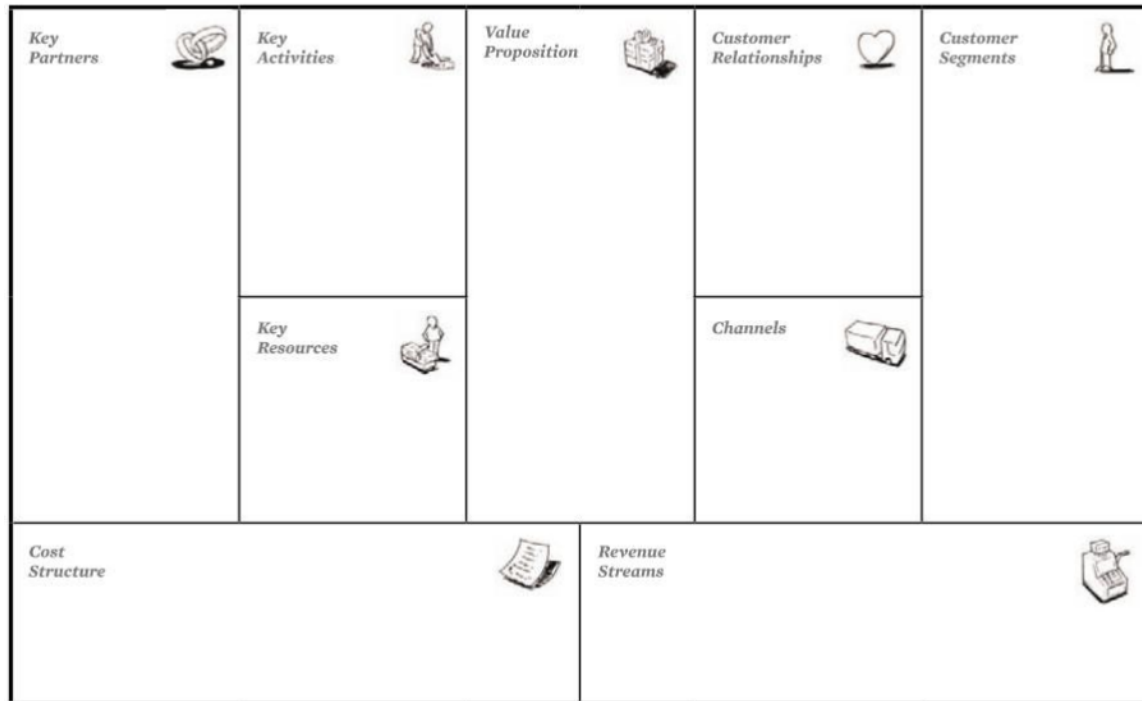 Key
Partners
Key
Activities
Value
Proposition
Customer
Relationships
Customer
Segments
Key
Resources
Channels
Cost
Structure
Revenue
Streams